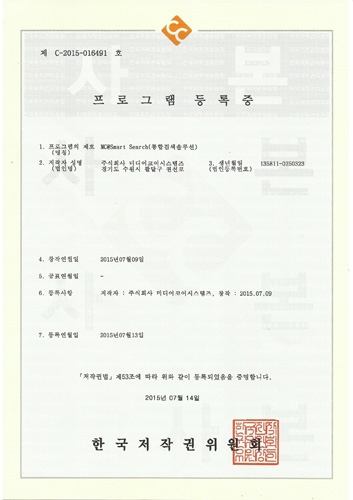 제 C-2015-016491 호
프로그램 등록증
1. 프로그램의 제호 MC@Smart Search(통합검색솔루션)
(명칭)
2. 저작자 성명 주식회사 미디어코어시스템즈 3. 생년월일 135811-0250323
(법인명) 경기도 수원시 팔달구 권선로 (법인등록번호)
4. 창작연월일 2015년07월09일
5. 공표연월일 -
6. 등록사항 저작자 : 주식회사 미디어코어시스템즈, 창작 : 2015.07.09
7. 등록연월일 2015년07월13일
「저작권법」 제53조에 따라 위와 같이 등록되었음을 증명합니다.
2015년 07월 14일
한국저작권위원회